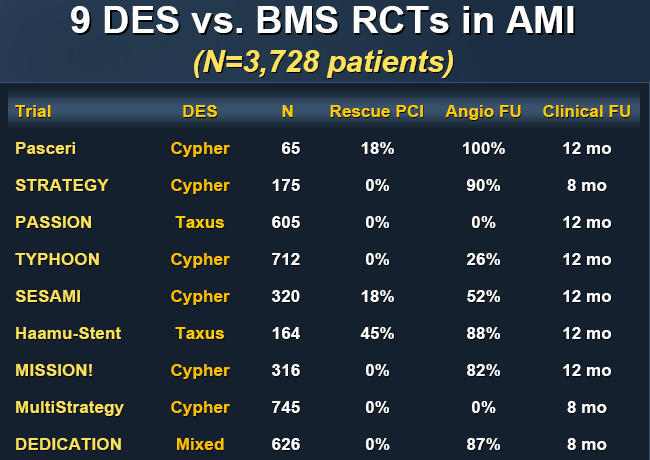 9 DES vs. BMS RCTs in AMI
(N=3,728 patients)
Trial DES N Rescue PCI Angio FU Clinical FU
Pasceri Cypher 65 18% 100% 12 mo
STRATEGY Cypher 175 0% 90% 8 mo
PASSION Taxus 605 0% 0% 12 mo
TYPHOON Cypher 712 0% 26% 12 mo
SESAMI Cypher 320 18% 52% 12 mo
Haamu-Stent Taxus 164 45% 88% 12 mo
MISSION! Cypher 316 0% 82% 12 mo
MultiStrategy Cypher 745 0% 0% 8 mo
DEDICATION Mixed 626 0% 87% 8 mo